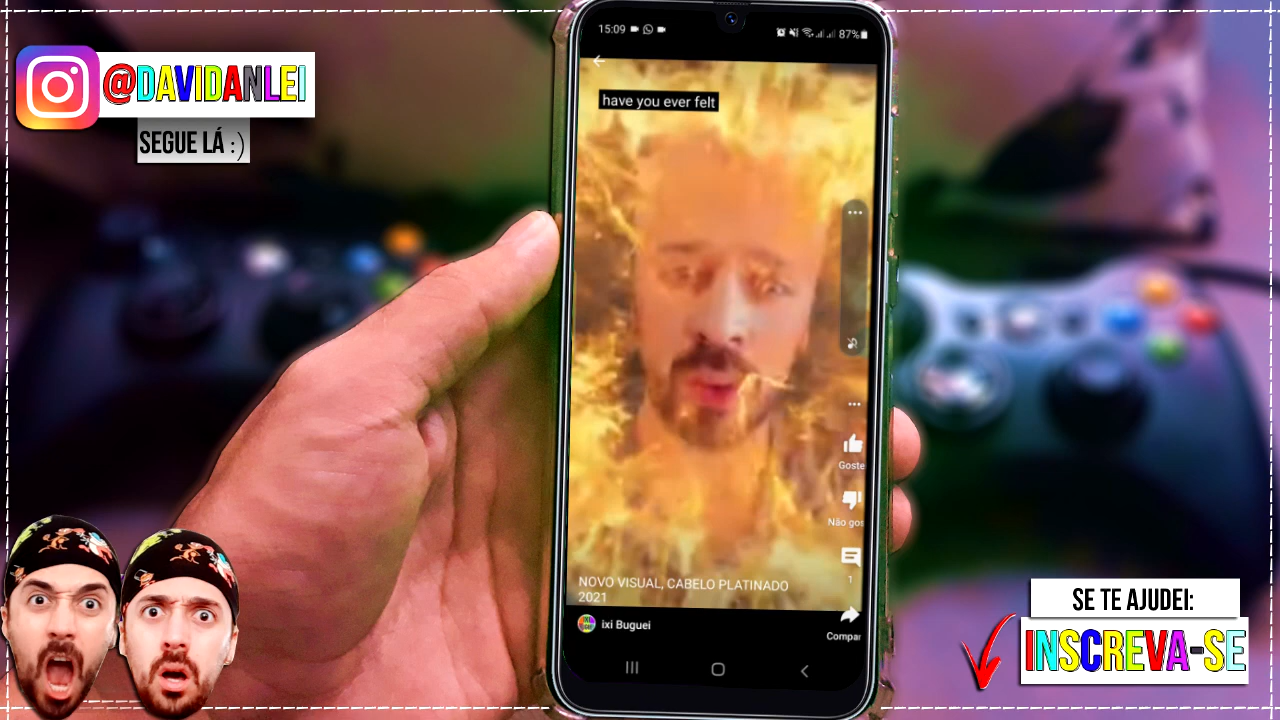 @DAVIDANLEI
SEGUE LÁ :)
15:09
87%
have you ever felt
Goste
Não gos
1
NOVO VISUAL, CABELO PLATINADO
2021
ixi Buguei
Compar
SE TE AJUDEI:
INSCREVA-SE